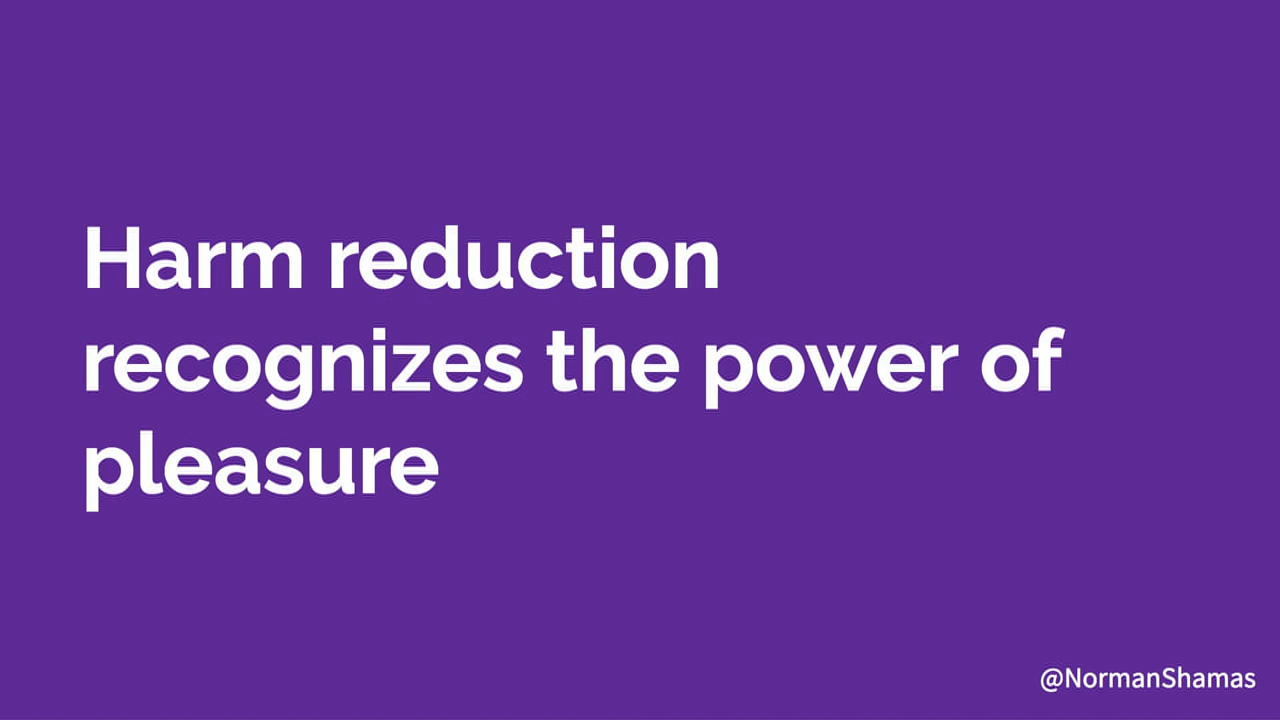 Harm reduction
recognizes the power of
pleasure
@NormanShamas